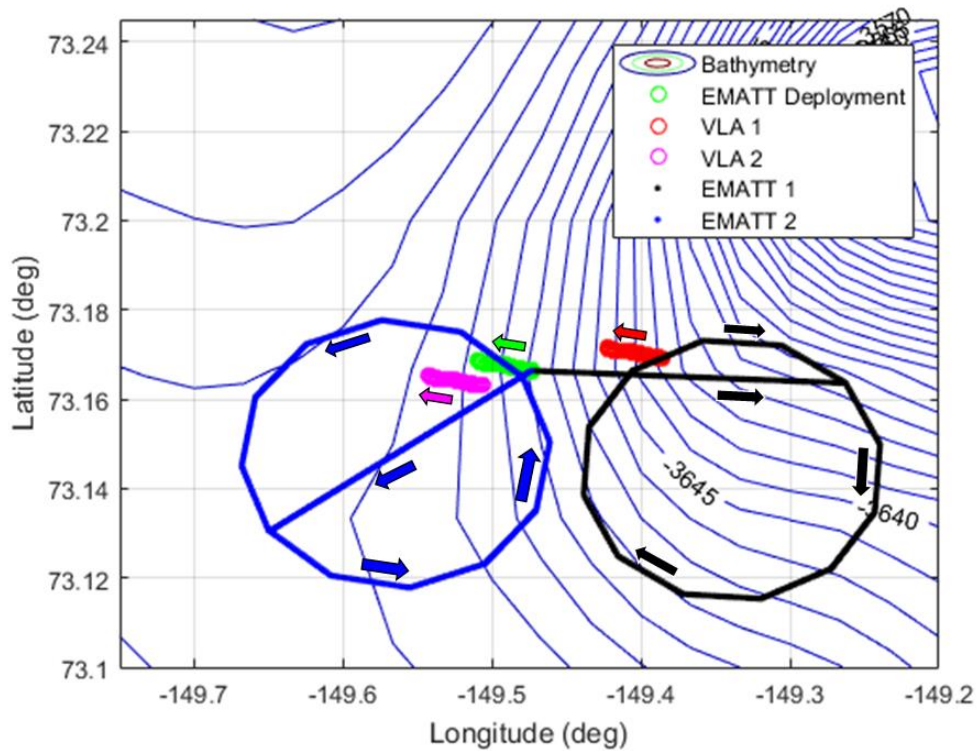 73.24
73.22
73.2
73.18
73.16
73.14
73.12
73.1
Latitude (deg)
3570
Bathymetry
EMATT Deployment
VLA 1
VLA 2
EMATT 1
EMATT 2
-3645
-3640
-149.7
-149.6
-149.5
-149.4
-149.3
-149.2
Longitude (deg)